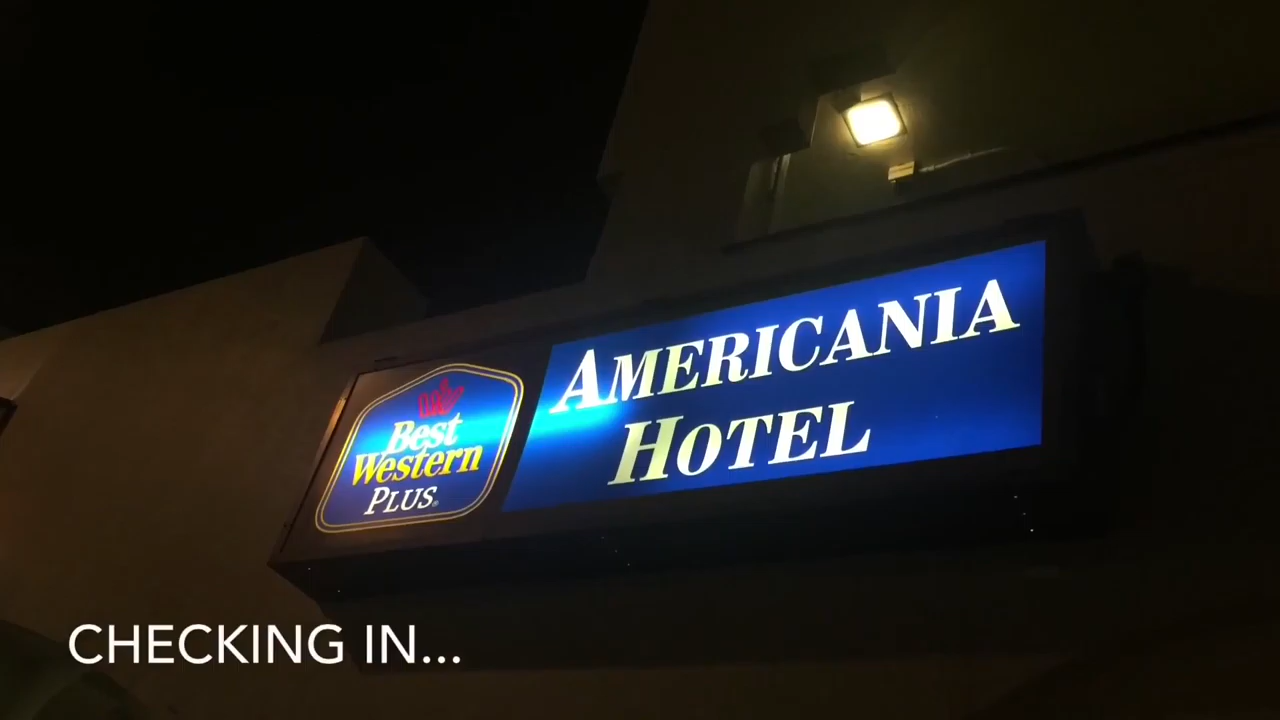 AMERICANIA
HOTEL
Best
Western
PLUS®
CHECKING IN...